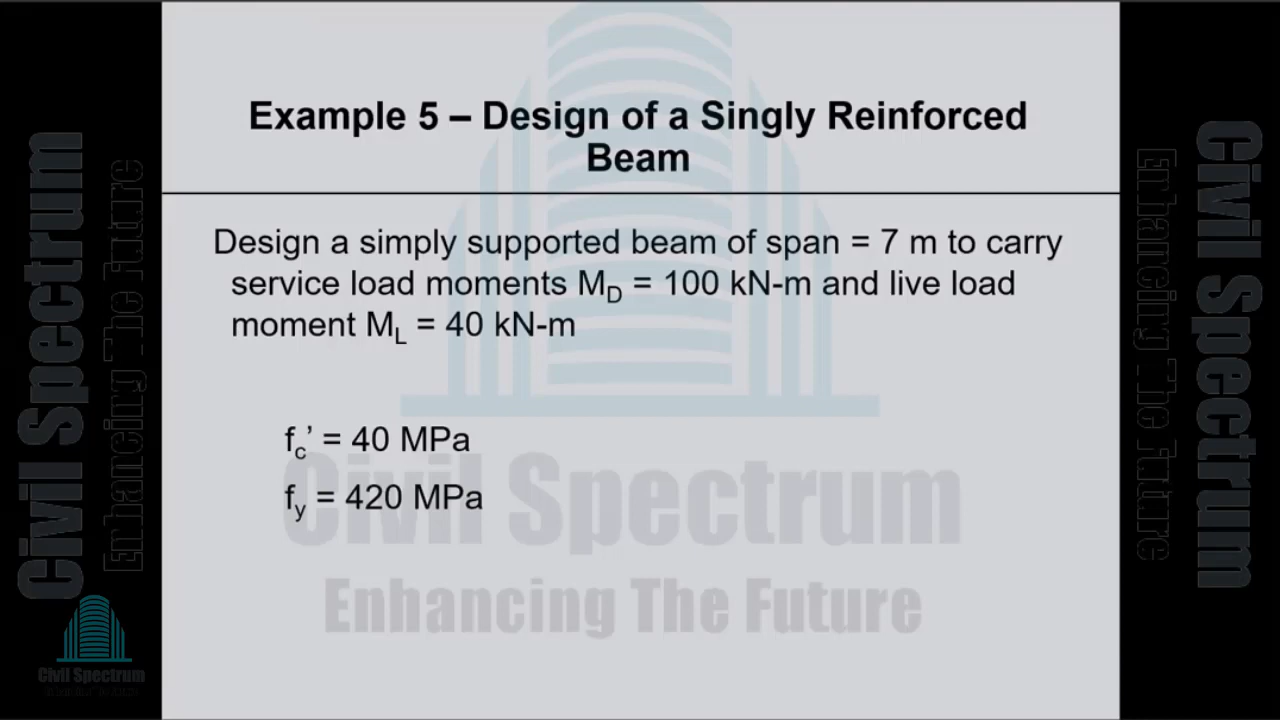 Example 5 – Design of a Singly Reinforced
Beam
Design a simply supported beam of span = 7 m to carry
service load moments MD = 100 kN-m and live load
moment ML = 40 kN-m
fc’ = 40 MPa
fy = 420 MPa
Civil Spectrum
Enhancing The Future
Civil Spectrum
Enhancing The Future
Civil Spectrum
Enhancing The Future
Civil Spectrum